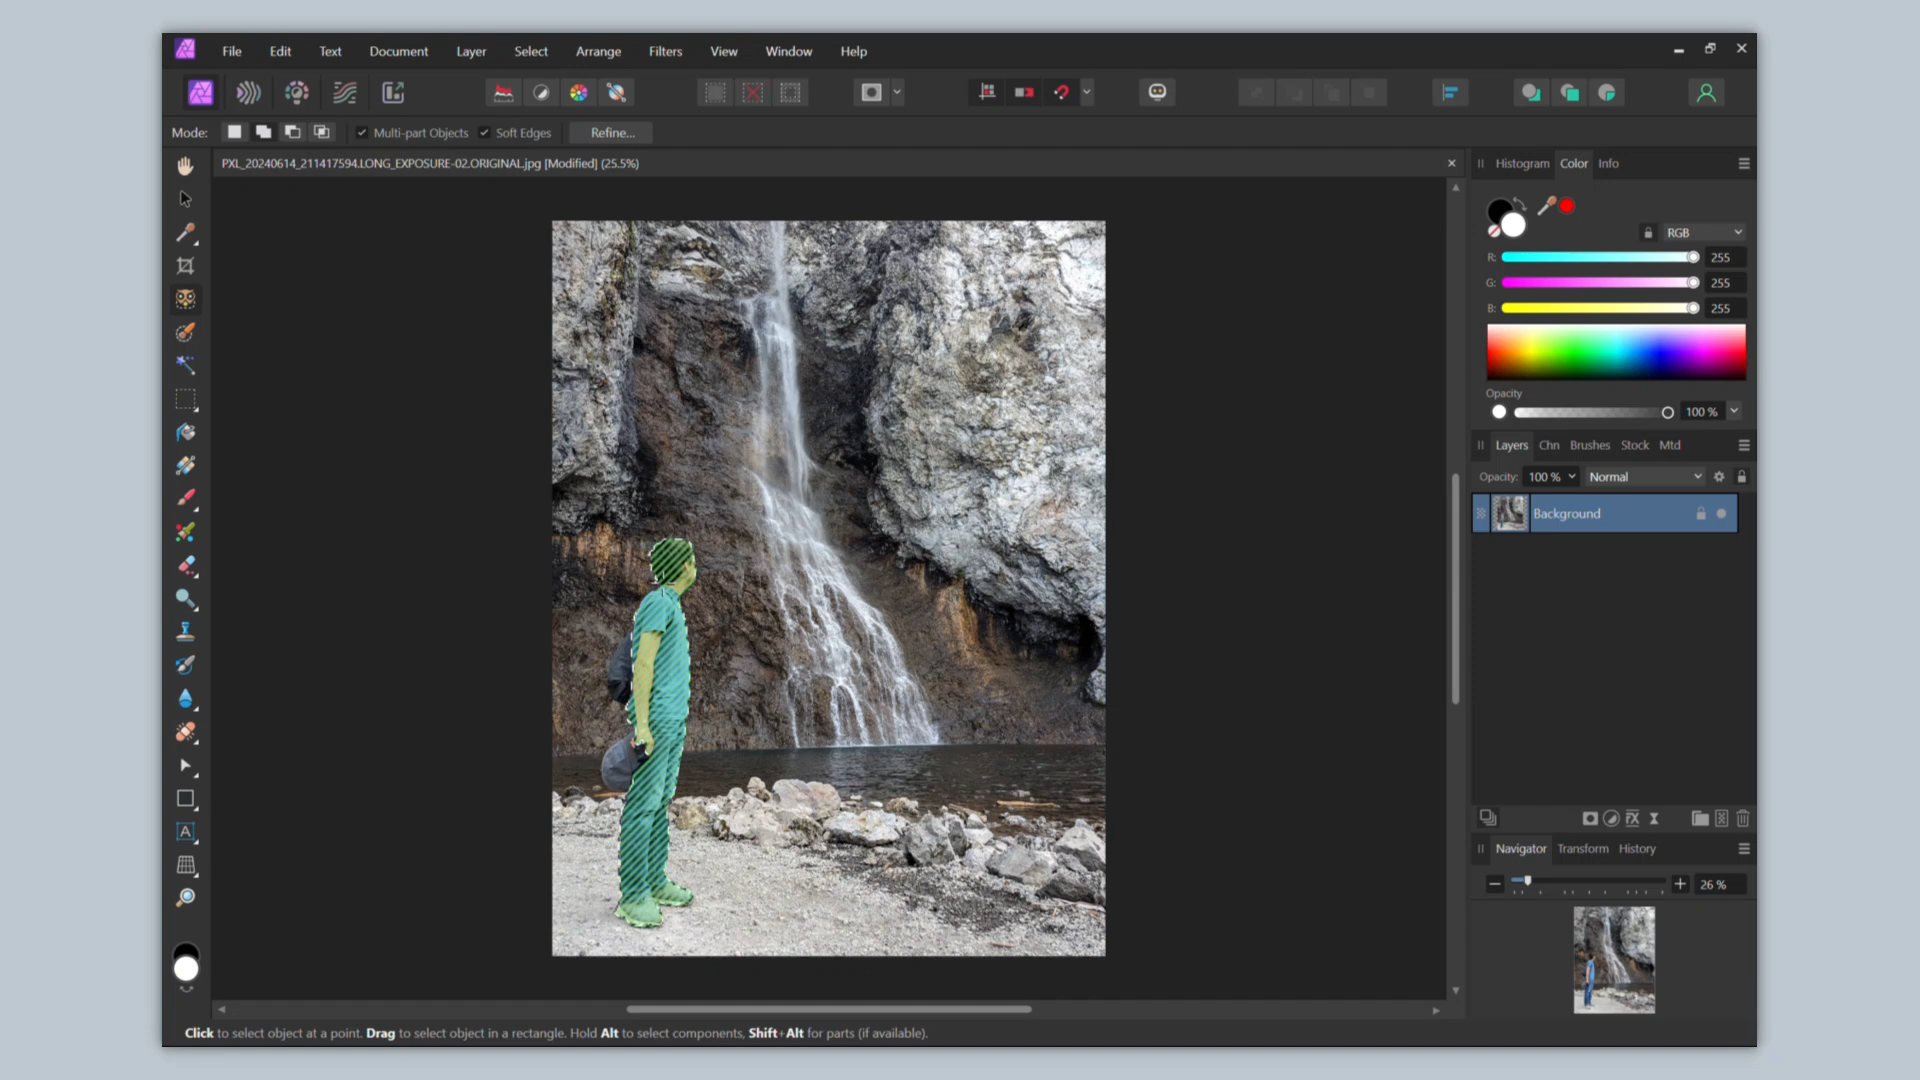 File Edit Text Document Layer Select Arrange Filters View Window Help
Mode: Multi-part Objects Soft Edges Refine...
PXL_20240614_211417594.LONG_EXPOSURE-02.ORIGINAL.jpg [Modified] (25.5%)
Histogram Color Info
RGB
R: 255
G: 255
B: 255
Opacity
100 %
Layers Chn Brushes Stock Mtd
Opacity: 100 % Normal
Background
FX
A
Navigator Transform History
26 %
Click to select object at a point. Drag to select object in a rectangle. Hold Alt to select components, Shift+Alt for parts (if available).